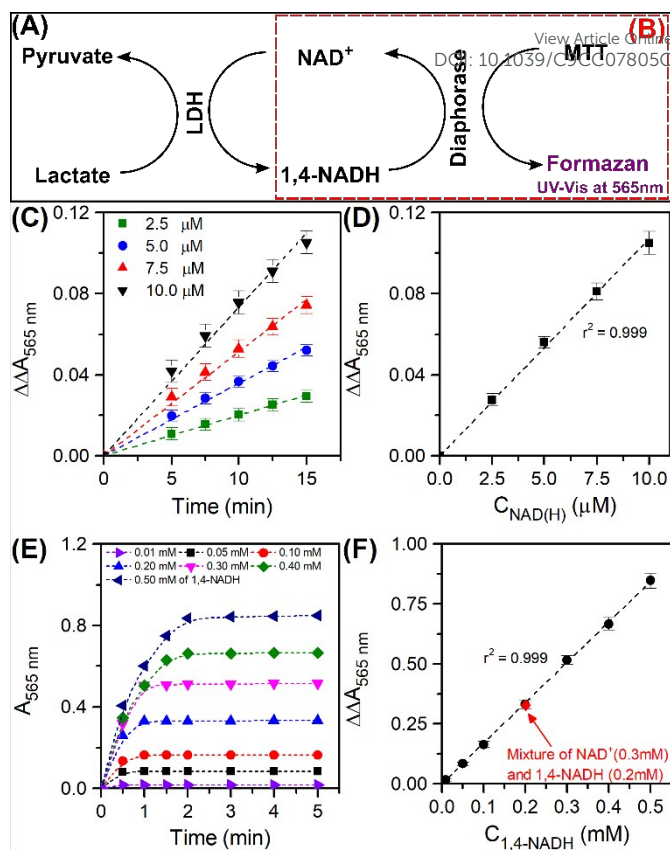 (A)
(B)
View Article Online
DOI: 10.1039/C9CC07805C
Pyruvate
NAD+
MTT
LDH
Diaphorase
Lactate
1,4-NADH
Formazan
UV-Vis at 565nm
(C)
0.12
0.08
0.04
0.00
ΔΔA565 nm
2.5 μM
5.0 μM
7.5 μM
10.0 μM
0 5 10 15
Time (min)
(D)
0.12
0.08
0.04
0.00
ΔΔA565 nm
r² = 0.999
0.0 2.5 5.0 7.5 10.0
CNAD(H) (μM)
(E)
1.2
0.8
0.4
0.0
A565 nm
0.01 mM 0.05 mM 0.10 mM
0.20 mM 0.30 mM 0.40 mM
0.50 mM of 1,4-NADH
0 1 2 3 4 5
Time (min)
(F)
1.00
0.75
0.50
0.25
0.00
ΔΔA565 nm
r² = 0.999
Mixture of NAD+(0.3mM)
and 1,4-NADH (0.2mM)
0.0 0.1 0.2 0.3 0.4 0.5
C1,4-NADH (mM)